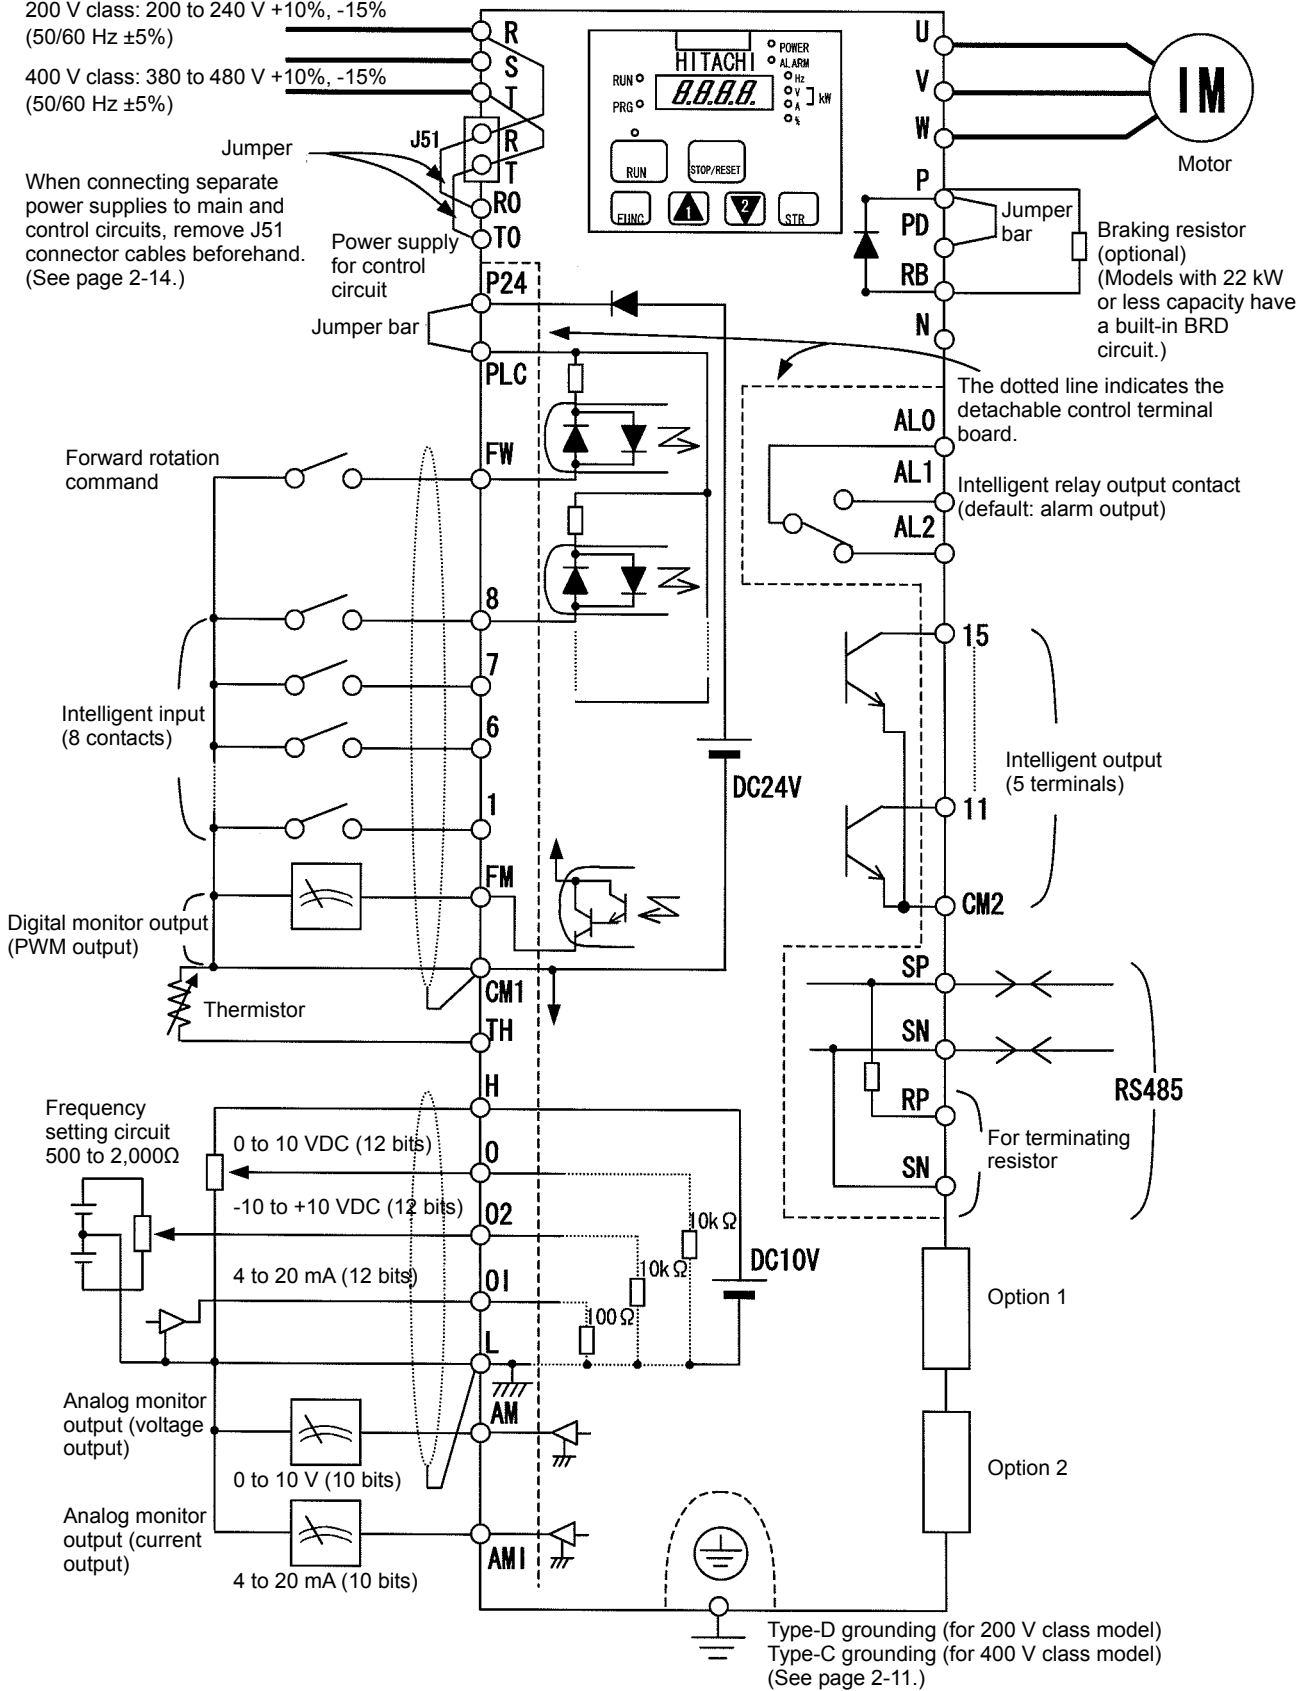 200 V class: 200 to 240 V +10%, -15%
(50/60 Hz ±5%)
400 V class: 380 to 480 V +10%, -15%
(50/60 Hz ±5%)
R
S
T
J51
R
T
R0
T0
Jumper
When connecting separate
power supplies to main and
control circuits, remove J51
connector cables beforehand.
(See page 2-14.)
Power supply
for control
circuit
HITACHI
POWER
ALARM
RUN
PRG
8.8.8.8.
Hz
V
A
kW
%
RUN
STOP/RESET
FUNC
1
2
STR
U
V
W
IM
Motor
P
PD
RB
N
Jumper
bar
Braking resistor
(optional)
(Models with 22 kW
or less capacity have
a built-in BRD
circuit.)
P24
Jumper bar
PLC
The dotted line indicates the
detachable control terminal
board.
Forward rotation
command
FW
8
7
6
1
Intelligent input
(8 contacts)
DC24V
AL0
AL1
AL2
Intelligent relay output contact
(default: alarm output)
15
11
CM2
Intelligent output
(5 terminals)
FM
Digital monitor output
(PWM output)
CM1
Thermistor
TH
SP
SN
RP
SN
RS485
For terminating
resistor
H
Frequency
setting circuit
500 to 2,000Ω
0 to 10 VDC (12 bits)
O
-10 to +10 VDC (12 bits)
O2
4 to 20 mA (12 bits)
OI
L
10kΩ
10kΩ
100Ω
DC10V
Option 1
Option 2
Analog monitor
output (voltage
output)
AM
0 to 10 V (10 bits)
Analog monitor
output (current
output)
AMI
4 to 20 mA (10 bits)
Type-D grounding (for 200 V class model)
Type-C grounding (for 400 V class model)
(See page 2-11.)